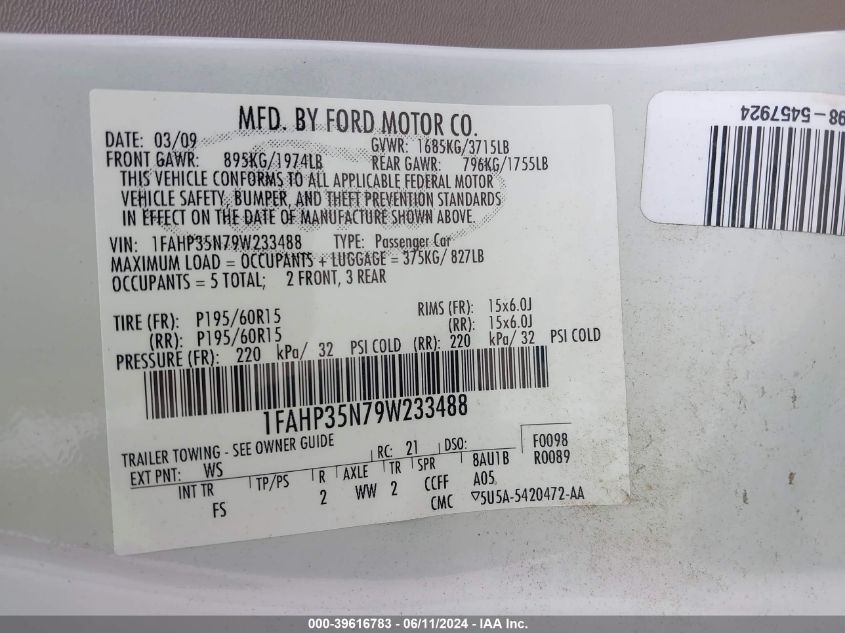 MFD. BY FORD MOTOR CO.
DATE: 03/09 GVWR: 1685KG/3715LB
FRONT GAWR: 895KG/1974LB REAR GAWR: 796KG/1755LB
THIS VEHICLE CONFORMS TO ALL APPLICABLE FEDERAL MOTOR
VEHICLE SAFETY, BUMPER, AND THEFT PREVENTION STANDARDS
IN EFFECT ON THE DATE OF MANUFACTURE SHOWN ABOVE.
VIN: 1FAHP35N79W233488 TYPE: Passenger Car
MAXIMUM LOAD = OCCUPANTS + LUGGAGE = 375KG/ 827LB
OCCUPANTS = 5 TOTAL; 2 FRONT, 3 REAR
TIRE (FR): P195/60R15 RIMS (FR): 15x6.0J
(RR): P195/60R15 (RR): 15x6.0J
PRESSURE (FR): 220 kPa/ 32 PSI COLD (RR): 220 kPa/ 32 PSI COLD
1FAHP35N79W233488
TRAILER TOWING - SEE OWNER GUIDE
EXT PNT: WS RC: 21 DSO: F0098
8AU1B R0089
INT TR TP/PS R AXLE TR SPR A05
FS 2 WW 2 CCFF
CMC ▽5U5A-5420472-AA
98-5457924
000-39616783 - 06/11/2024 - IAA Inc.